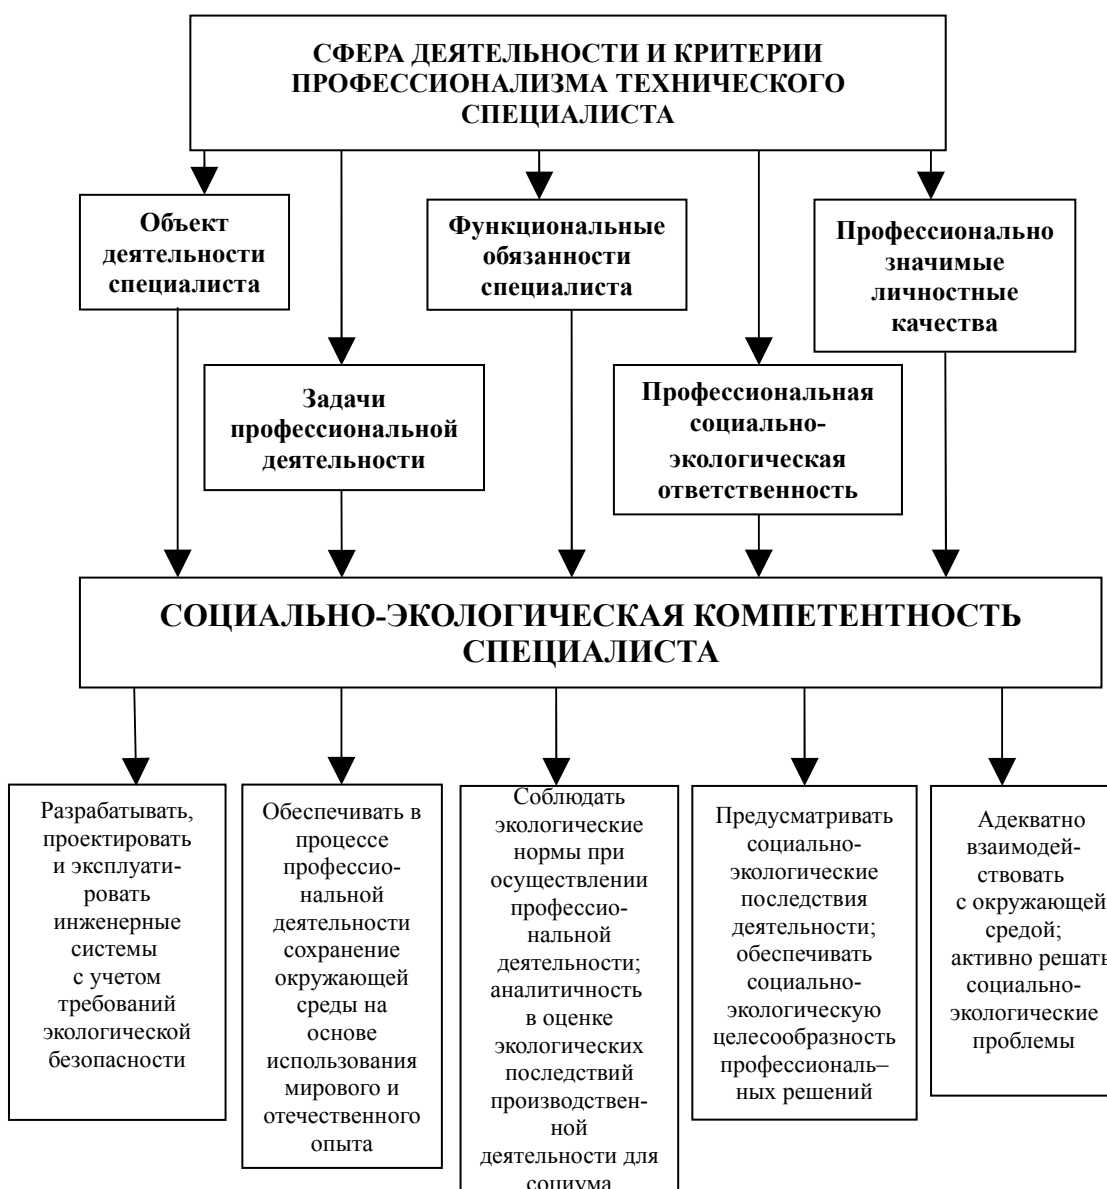 СФЕРА ДЕЯТЕЛЬНОСТИ И КРИТЕРИИ
ПРОФЕССИОНАЛИЗМА ТЕХНИЧЕСКОГО
СПЕЦИАЛИСТА
Объект
деятельности
специалиста
Функциональные
обязанности
специалиста
Профессионально
значимые
личностные
качества
Задачи
профессиональной
деятельности
Профессиональная
социально-
экологическая
ответственность
СОЦИАЛЬНО-ЭКОЛОГИЧЕСКАЯ КОМПЕТЕНТНОСТЬ
СПЕЦИАЛИСТА
Разрабатывать,
проектировать
и эксплуати-
ровать
инженерные
системы
с учетом
требований
экологической
безопасности
Обеспечивать в
процессе
профессио-
нальной
деятельности
сохранение
окружающей
среды на
основе
использования
мирового и
отечественного
опыта
Соблюдать
экологические
нормы при
осуществлении
профессио-
нальной
деятельности;
аналитичность
в оценке
экологических
последствий
производствен-
ной
деятельности для
социума
Предусматривать
социально-
экологические
последствия
деятельности;
обеспечивать
социально-
экологическую
целесообразность
профессиональ–
ных решений
Адекватно
взаимодей-
ствовать
с окружающей
средой;
активно решать
социально-
экологические
проблемы